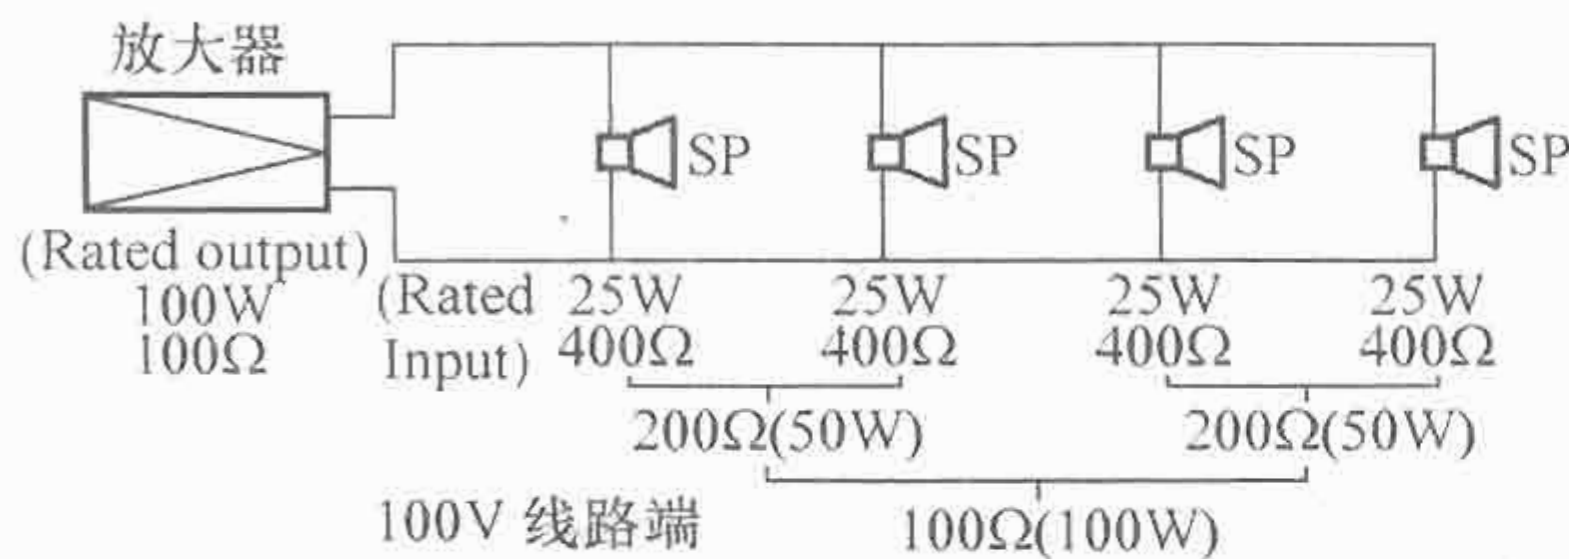 放大器
SP SP SP SP
(Rated output)
100W
100Ω
(Rated
Input)
25W 25W 25W 25W
400Ω 400Ω 400Ω 400Ω
200Ω(50W) 200Ω(50W)
100V 线路端
100Ω(100W)